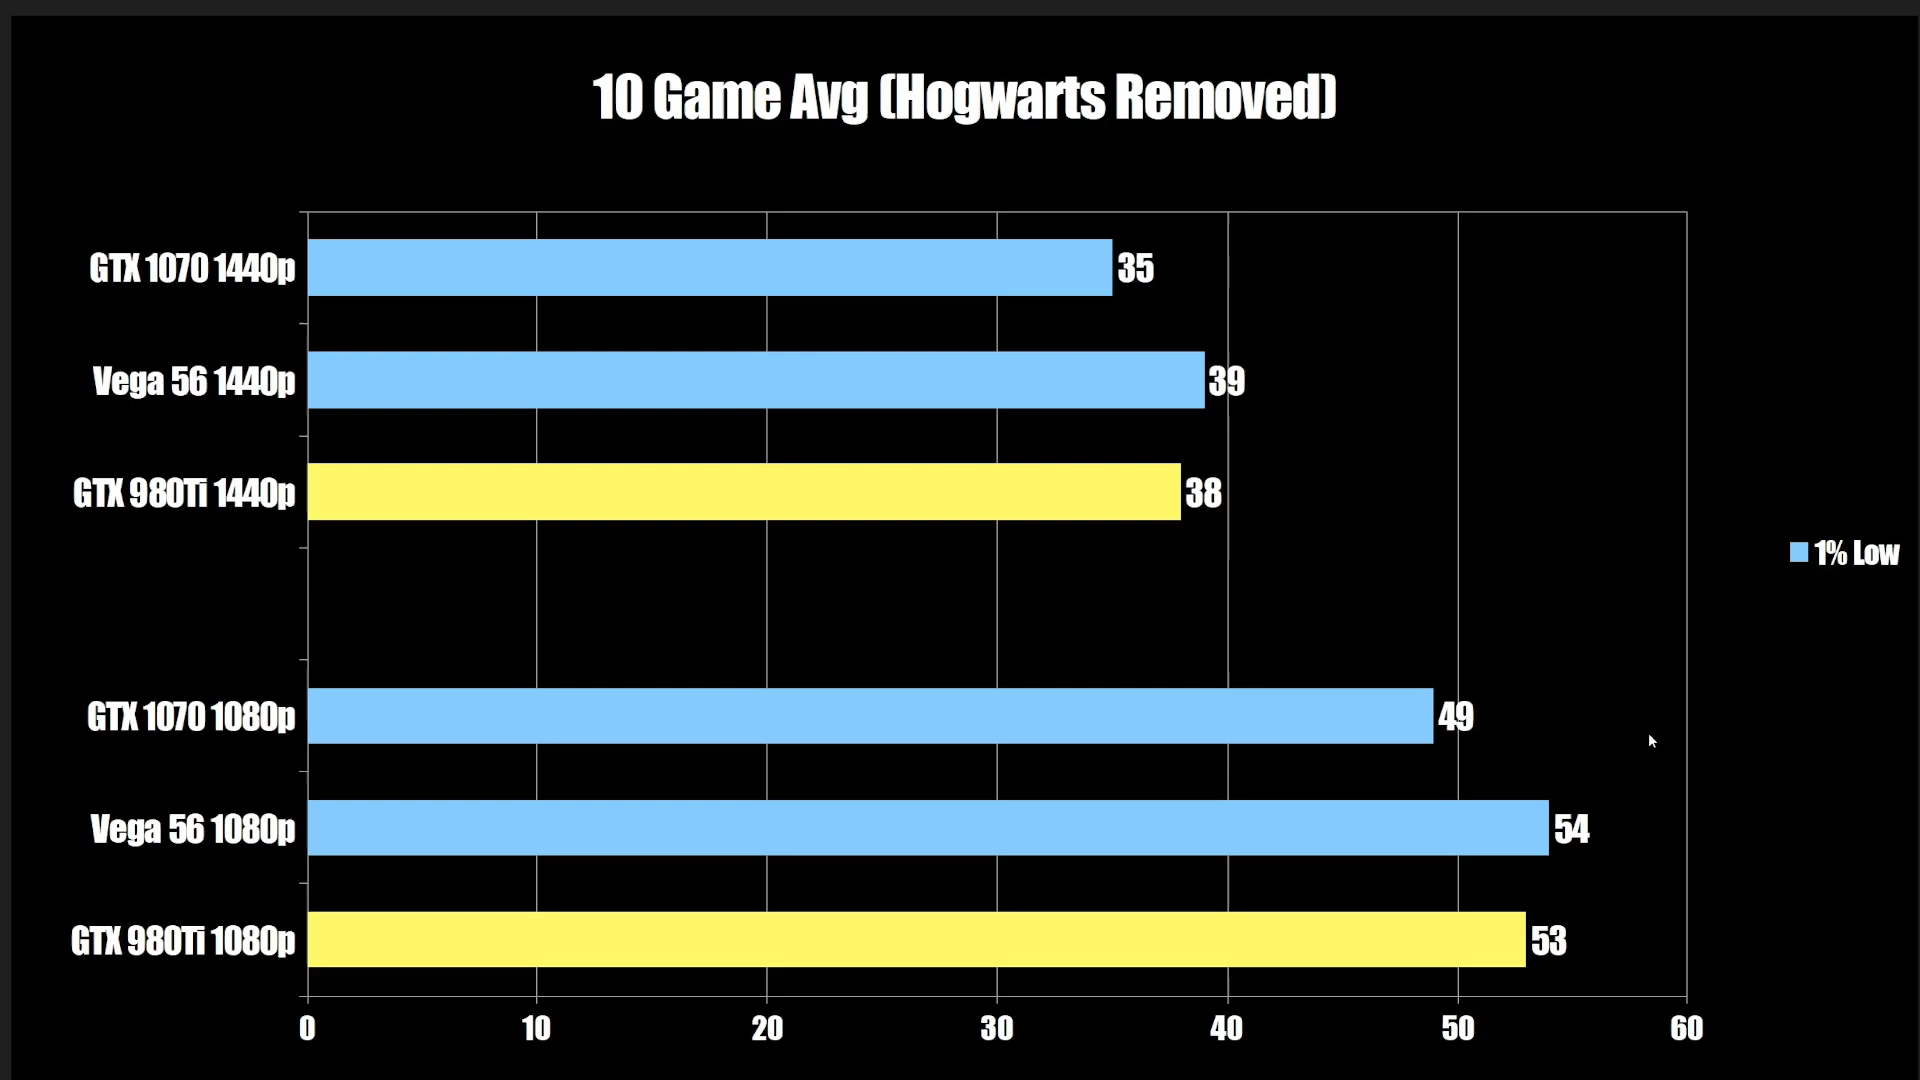 10 Game Avg (Hogwarts Removed)
GTX 1070 1440p
35
Vega 56 1440p
39
GTX 980Ti 1440p
38
1% Low
GTX 1070 1080p
49
Vega 56 1080p
54
GTX 980Ti 1080p
53
0 10 20 30 40 50 60